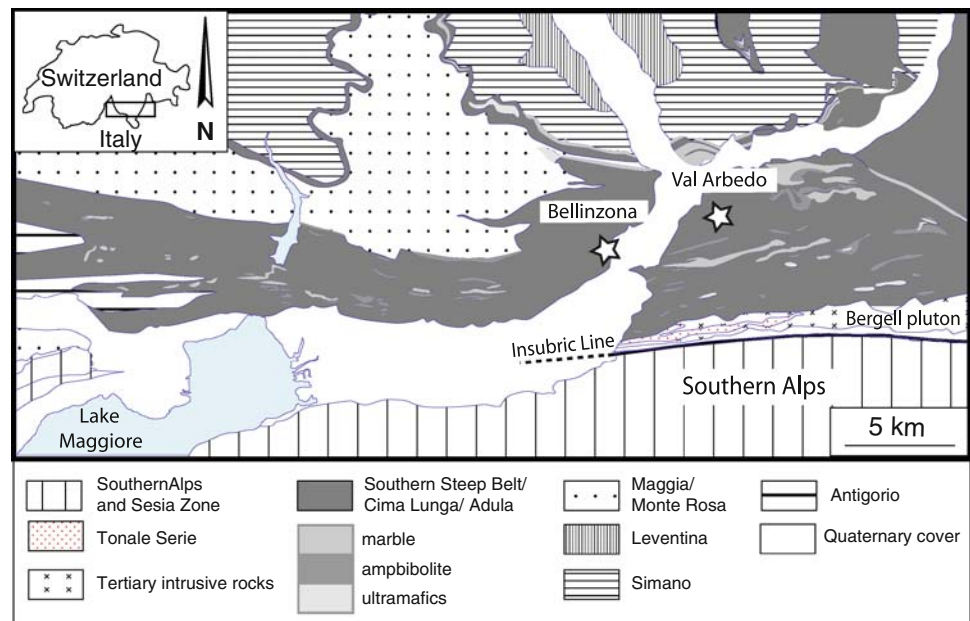 Switzerland
Italy
N
Val Arbedo
Bellinzona
Bergell pluton
Insubric Line
Southern Alps
Lake
Maggiore
5 km
SouthernAlps
and Sesia Zone
Tonale Serie
Tertiary intrusive rocks
Southern Steep Belt/
Cima Lunga/ Adula
marble
ampbibolite
ultramafics
Maggia/
Monte Rosa
Leventina
Simano
Antigorio
Quaternary cover